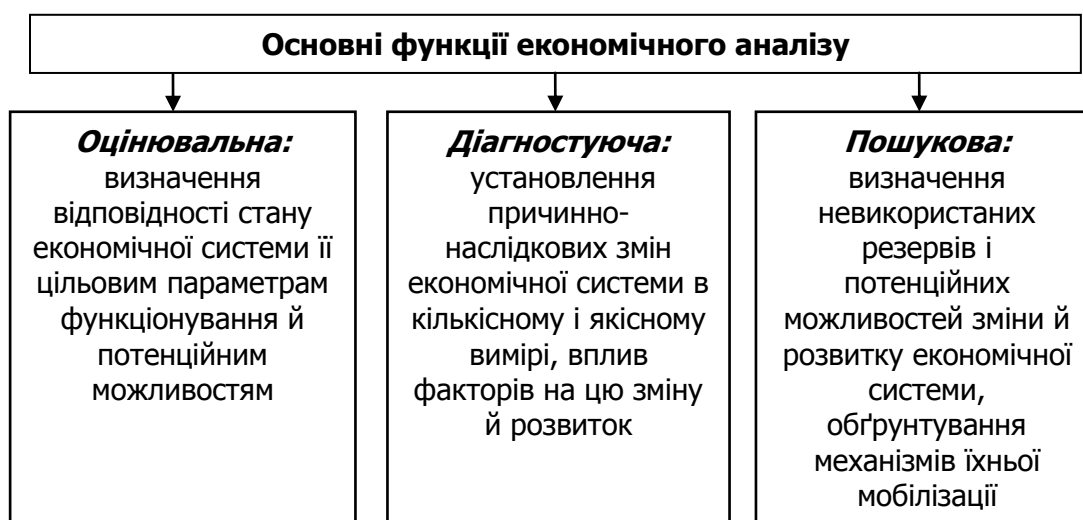 Основні функції економічного аналізу
Оцінювальна:
визначення
відповідності стану
економічної системи її
цільовим параметрам
функціонування й
потенційним
можливостям
Діагностуюча:
установлення
причинно-
наслідкових змін
економічної системи в
кількісному і якісному
вимірі, вплив
факторів на цю зміну
й розвиток
Пошукова:
визначення
невикористаних
резервів і
потенційних
можливостей зміни й
розвитку економічної
системи,
обґрунтування
механізмів їхньої
мобілізації